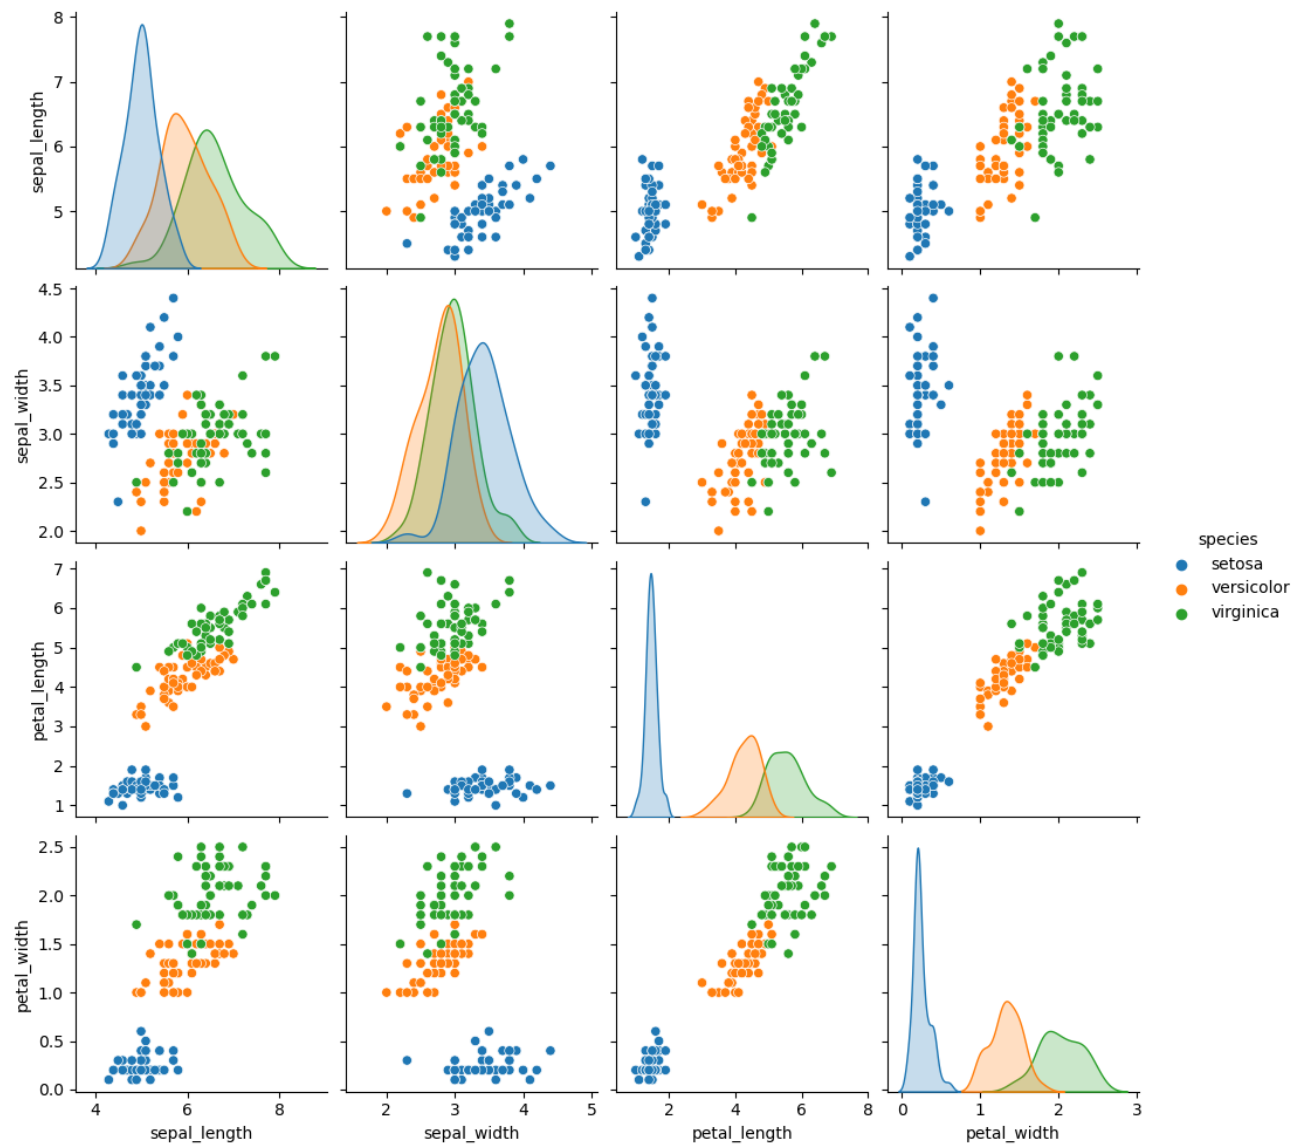 8
7
6
5
sepal_length
4.5
4.0
3.5
3.0
2.5
2.0
sepal_width
species
setosa
versicolor
virginica
7
6
5
4
3
2
1
petal_length
2.5
2.0
1.5
1.0
0.5
0.0
petal_width
4 6 8 2 3 4 5 2 4 6 8 0 1 2 3
sepal_length sepal_width petal_length petal_width